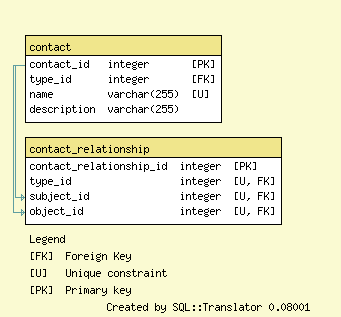 contact
contact_id integer [PK]
type_id integer [FK]
name varchar(255) [U]
description varchar(255)
contact_relationship
contact_relationship_id integer [PK]
type_id integer [U, FK]
subject_id integer [U, FK]
object_id integer [U, FK]
Legend
[FK] Foreign Key
[U] Unique constraint
[PK] Primary key
Created by SQL::Translator 0.08001